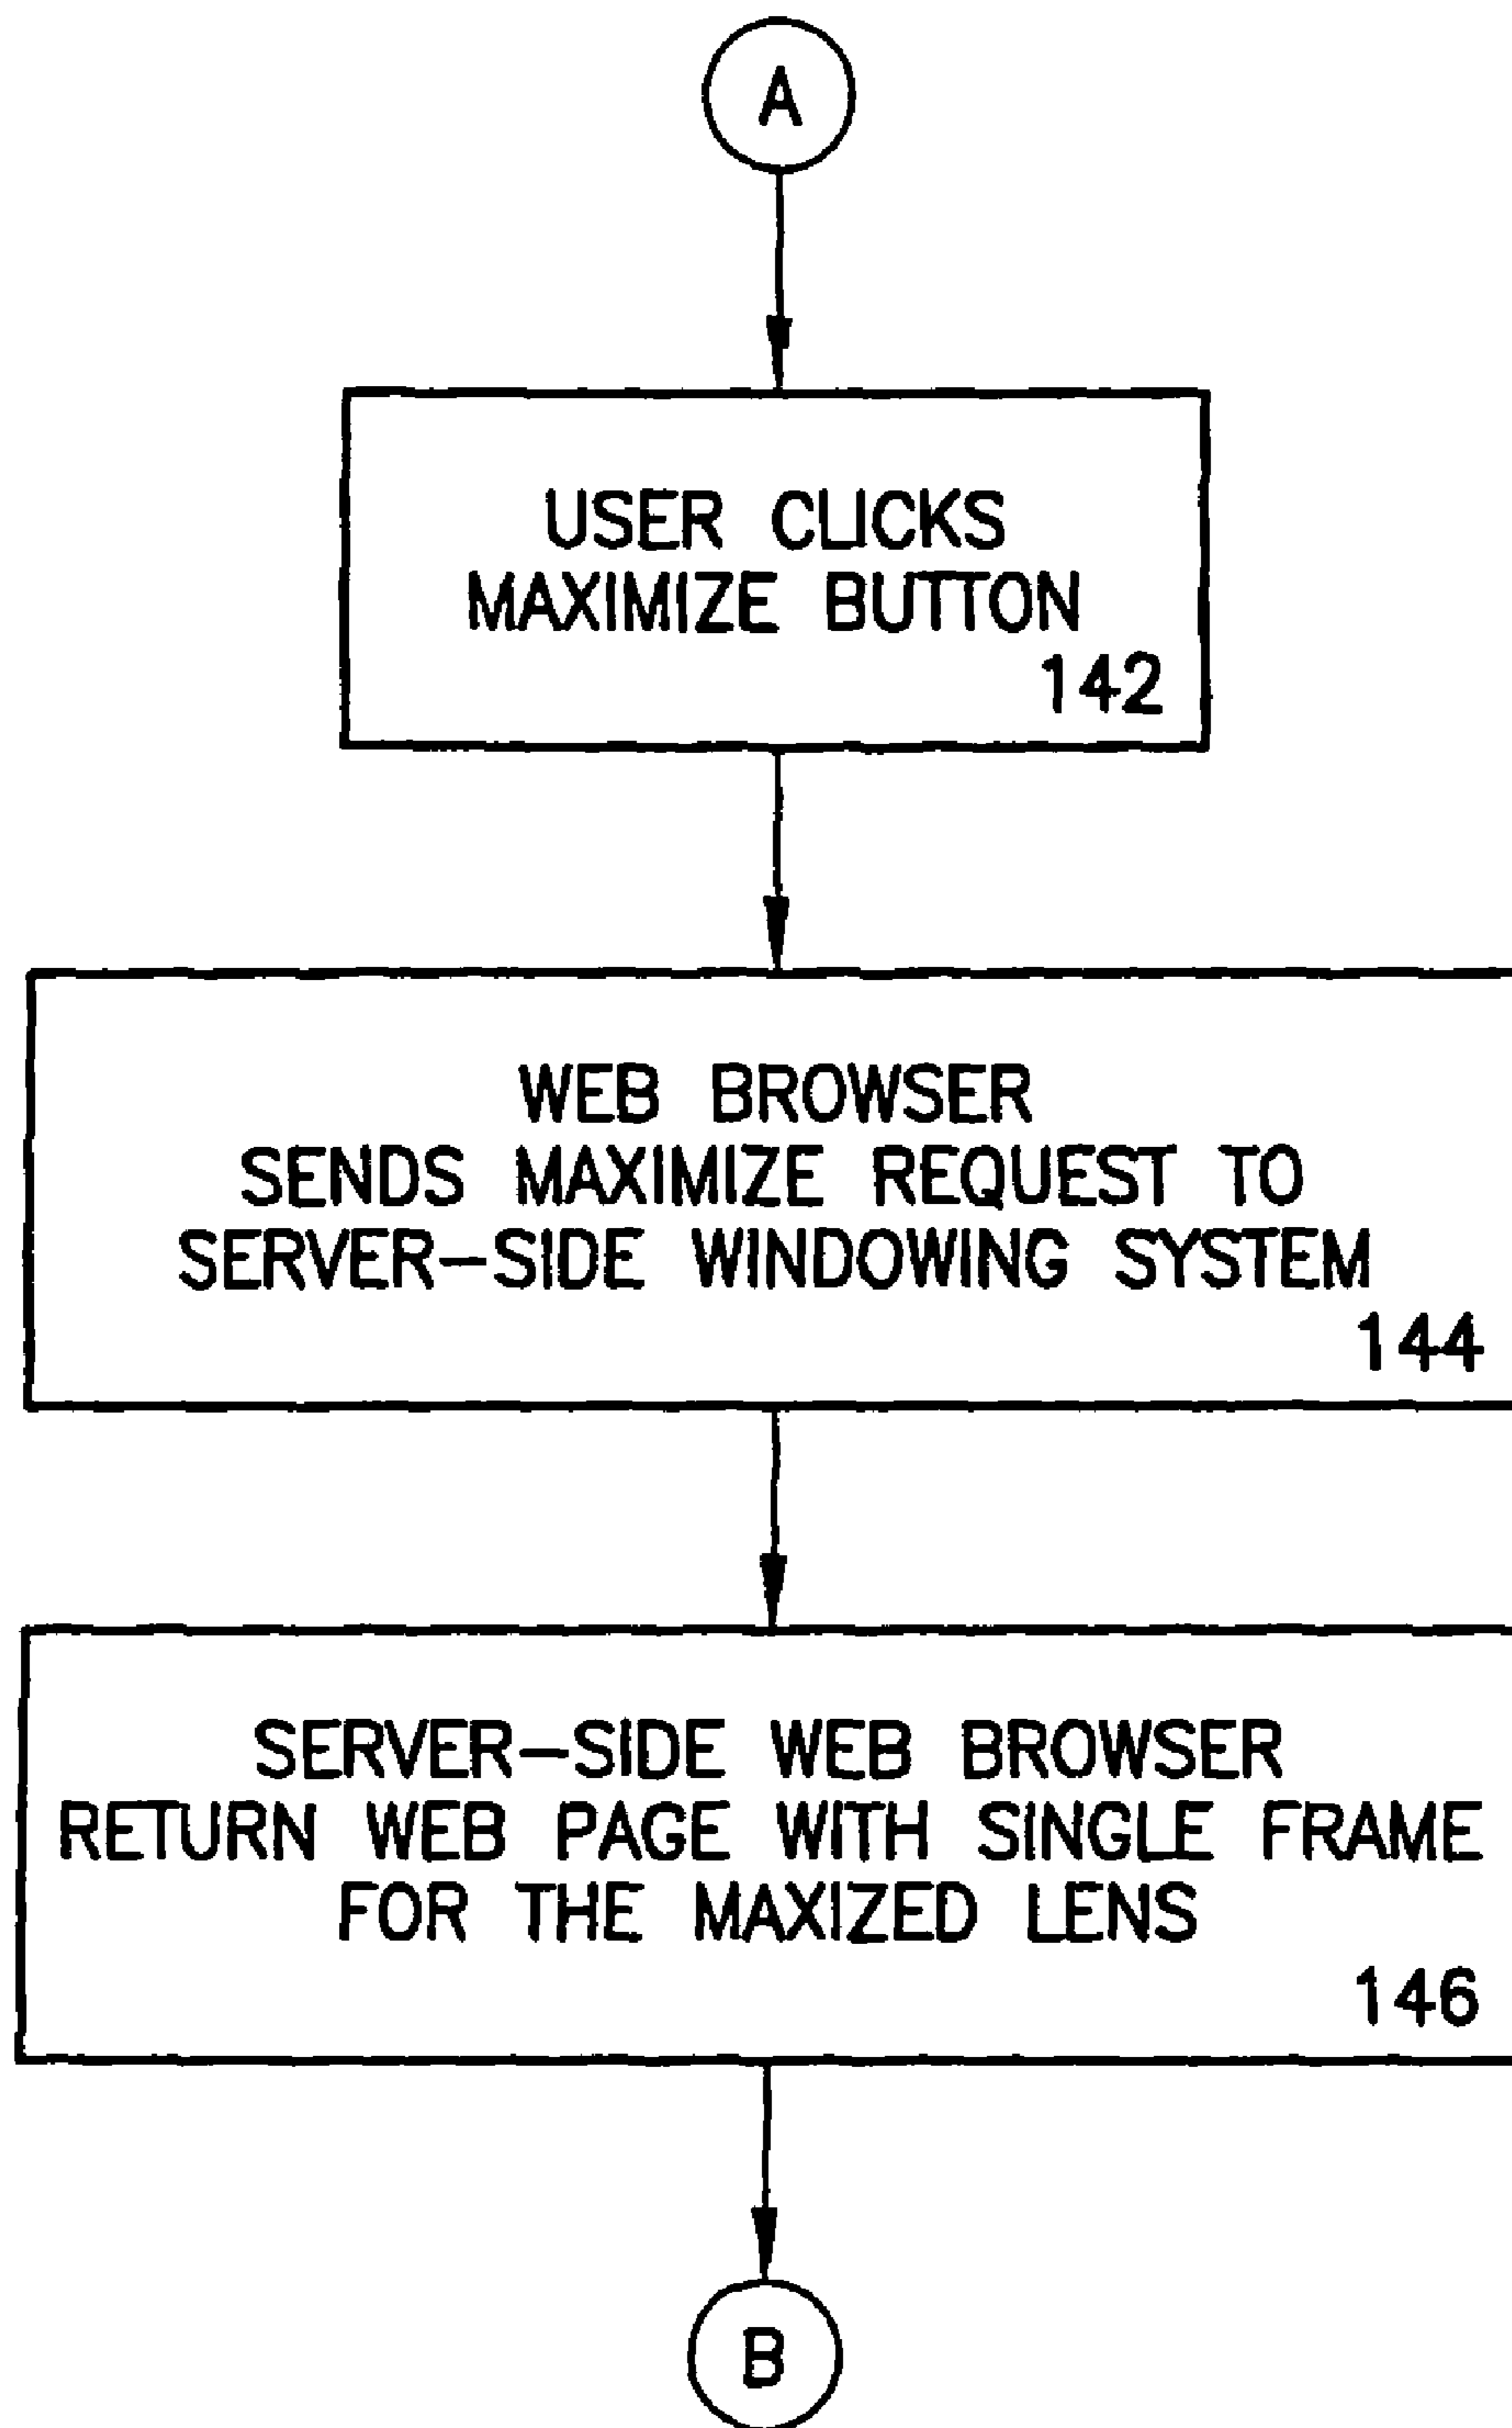 A
USER CLICKS
MAXIMIZE BUTTON
142
WEB BROWSER
SENDS MAXIMIZE REQUEST TO
SERVER-SIDE WINDOWING SYSTEM
144
SERVER-SIDE WEB BROWSER
RETURN WEB PAGE WITH SINGLE FRAME
FOR THE MAXIZED LENS
146
B